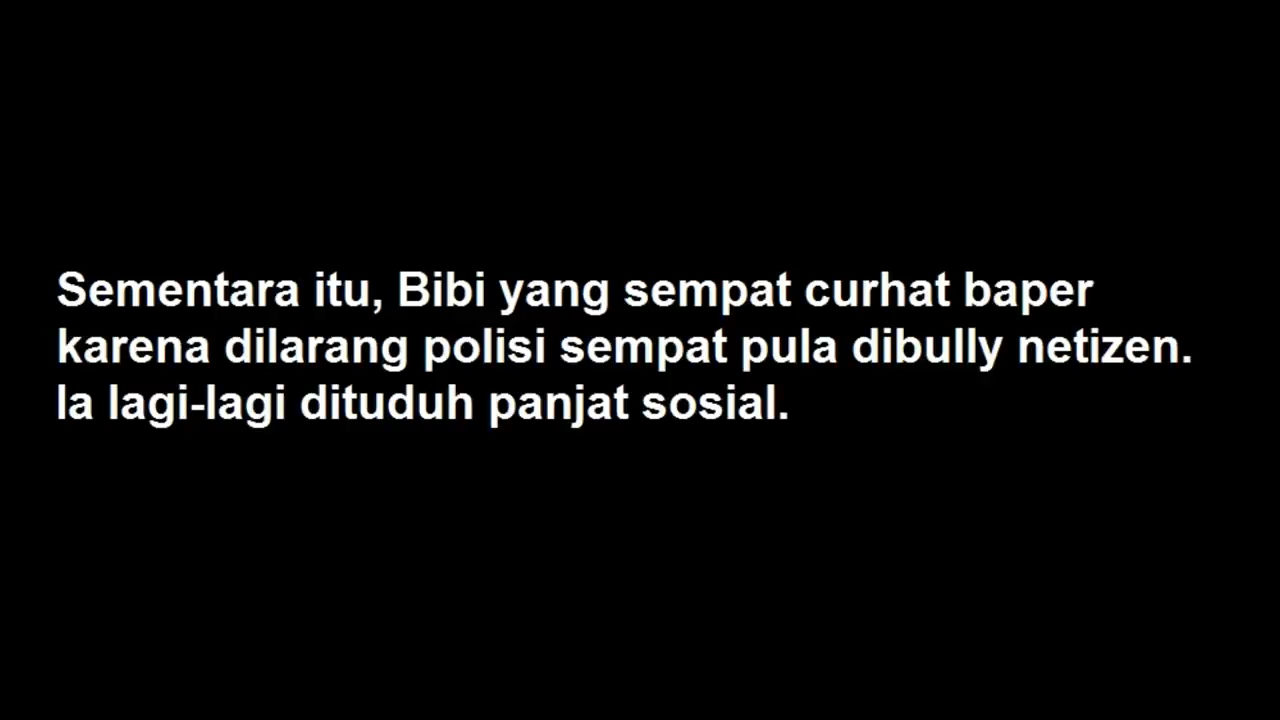 Sementara itu, Bibi yang sempat curhat baper
karena dilarang polisi sempat pula dibully netizen.
Ia lagi-lagi dituduh panjat sosial.